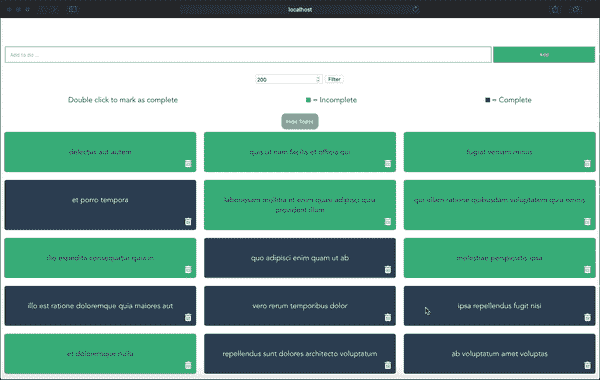 localhost
Add to do ...
200
Filter
Double click to mark as complete
= Incomplete
= Complete
delectus aut autem
quis ut nam facilis et officia qui
fugiat veniam minus
et porro tempora
laboriosam mollitia et enim quasi adipisci quia provident illum
qui ullam ratione quibusdam voluptatem quia omnis
illo expedita consequatur quia in
quo adipisci enim quam ut ab
molestiae perspiciatis ipsa
illo est ratione doloremque quia maiores aut
vero rerum temporibus dolor
ipsa repellendus fugit nisi
et doloremque nulla
repellendus sunt dolores architecto voluptatum
ab voluptatum amet voluptas